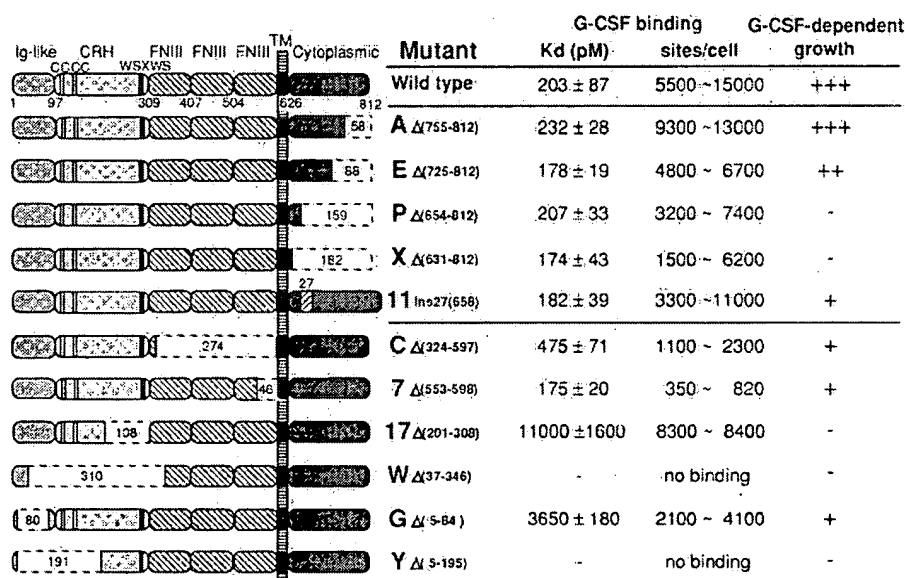 G-CSF binding G-CSF-dependent
Ig-like CRH FNIII FNIII FNIII TM Cytoplasmic Mutant Kd (pM) sites/cell growth
CCCC WSXWS
Wild type 203 ± 87 5500 ~15000 +++
1 97 309 407 504 626 812
58 A Δ(755-812) 232 ± 28 9300 ~13000 +++
88 E Δ(725-812) 178 ± 19 4800 ~ 6700 ++
159 P Δ(654-812) 207 ± 33 3200 ~ 7400 -
182 X Δ(631-812) 174 ± 43 1500 ~ 6200 -
27
11 Ins27(658) 182 ± 39 3300 ~11000 +
274 C Δ(324-597) 475 ± 71 1100 ~ 2300 +
46 7 Δ(553-598) 175 ± 20 350 ~ 820 +
108 17 Δ(201-308) 11000 ±1600 8300 ~ 8400 -
310 W Δ(37-346) - no binding -
80 G Δ(5-84) 3650 ± 180 2100 ~ 4100 +
191 Y Δ(5-195) - no binding -